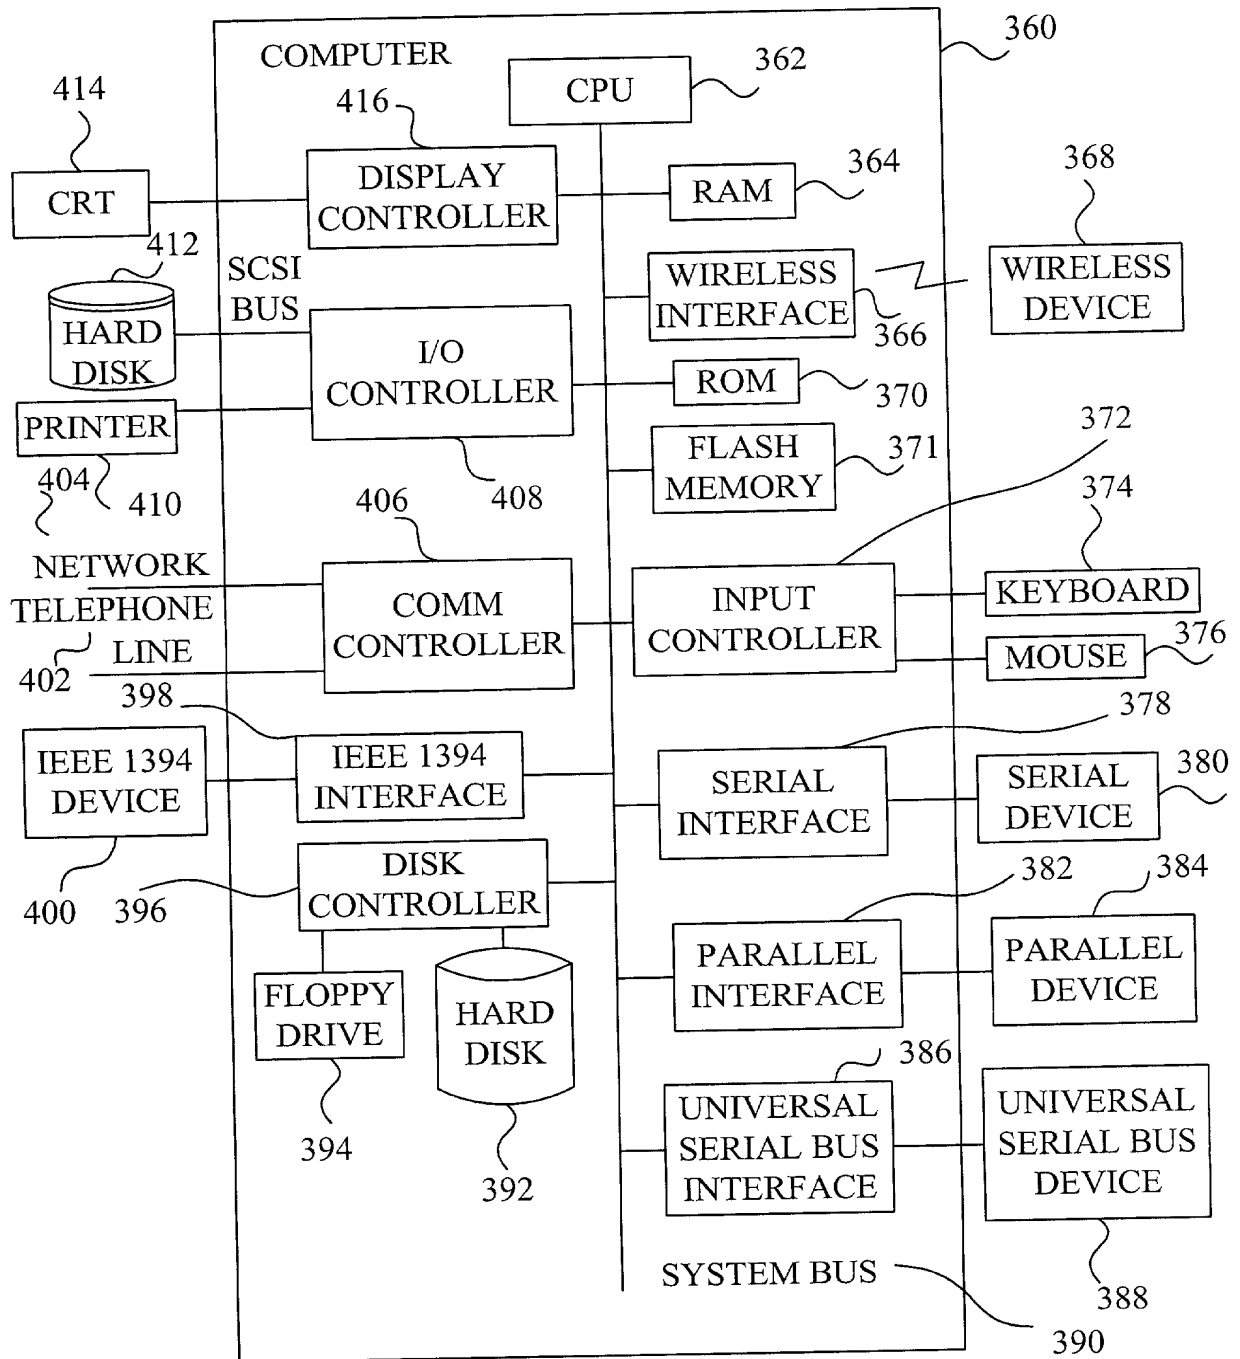 360
COMPUTER
362
CPU
414
416
CRT
DISPLAY
CONTROLLER
RAM
364
368
412
SCSI
BUS
HARD
DISK
WIRELESS
INTERFACE
366
WIRELESS
DEVICE
I/O
CONTROLLER
ROM
370
PRINTER
410
408
FLASH
MEMORY
371
372
404
NETWORK
TELEPHONE
LINE
402
406
COMM
CONTROLLER
INPUT
CONTROLLER
374
KEYBOARD
MOUSE
376
398
378
IEEE 1394
DEVICE
400
IEEE 1394
INTERFACE
SERIAL
INTERFACE
SERIAL
DEVICE
380
396
DISK
CONTROLLER
382
384
PARALLEL
INTERFACE
PARALLEL
DEVICE
FLOPPY
DRIVE
394
HARD
DISK
392
386
UNIVERSAL
SERIAL BUS
INTERFACE
UNIVERSAL
SERIAL BUS
DEVICE
388
SYSTEM BUS
390